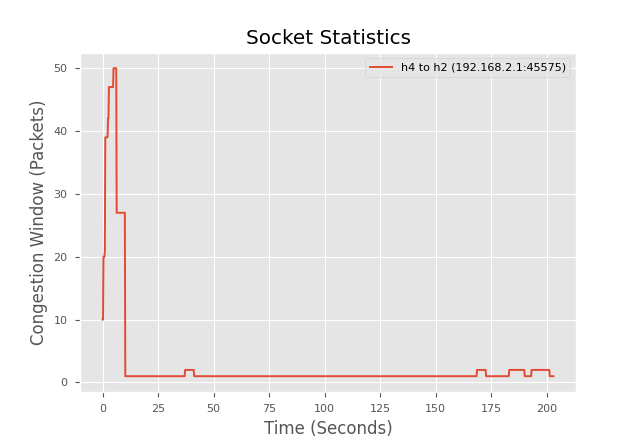 Socket Statistics
h4 to h2 (192.168.2.1:45575)
Congestion Window (Packets)
50
40
30
20
10
0
0 25 50 75 100 125 150 175 200
Time (Seconds)